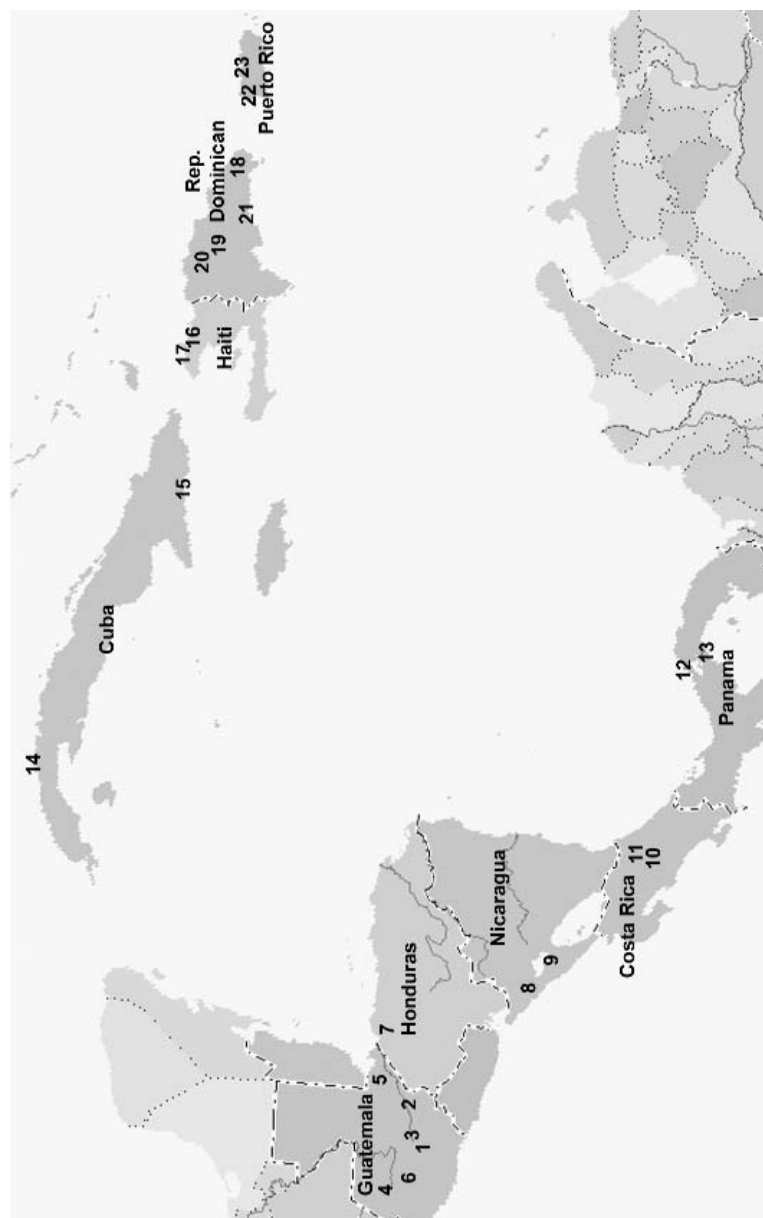 14
Cuba
15
17
16
Haiti
20
19
Rep.
Dominican
18
21
22
23
Puerto Rico
4
6
Guatemala
3
1
2
5
7
Honduras
8
9
Nicaragua
Costa Rica
11
10
12
13
Panama